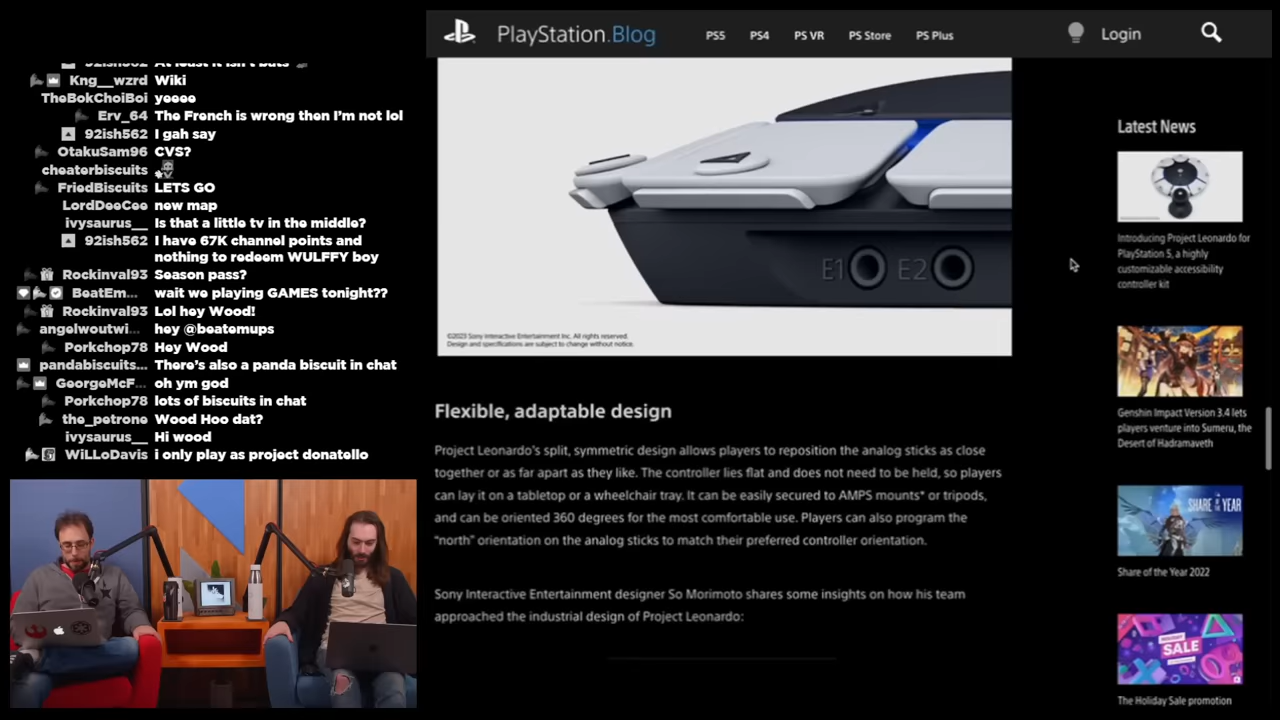 PlayStation.Blog
PS5
PS4
PS VR
PS Store
PS Plus
Login
92ish562 At least it isn't bats
Kng__wzrd Wiki
TheBokChoiBoi yeeee
Erv_64 The French is wrong then I'm not lol
92ish562 I gah say
OtakuSam96 CVS?
cheaterbiscuits
FriedBiscuits LETS GO
LordDeeCee new map
ivysaurus__ Is that a little tv in the middle?
92ish562 I have 67K channel points and
nothing to redeem WULFFY boy
Rockinval93 Season pass?
BeatEm... wait we playing GAMES tonight??
Rockinval93 Lol hey Wood!
angelwoutwi... hey @beatemups
Porkchop78 Hey Wood
pandabiscuits... There's also a panda biscuit in chat
GeorgeMcF... oh ym god
Porkchop78 lots of biscuits in chat
the_petrone Wood Hoo dat?
ivysaurus__ Hi wood
WiLLoDavis i only play as project donatello
E1 E2
©2023 Sony Interactive Entertainment Inc. All rights reserved.
Design and specifications are subject to change without notice.
Flexible, adaptable design
Project Leonardo's split, symmetric design allows players to reposition the analog sticks as close
together or as far apart as they like. The controller lies flat and does not need to be held, so players
can lay it on a tabletop or a wheelchair tray. It can be easily secured to AMPS mounts* or tripods,
and can be oriented 360 degrees for the most comfortable use. Players can also program the
"north" orientation on the analog sticks to match their preferred controller orientation.
Sony Interactive Entertainment designer So Morimoto shares some insights on how his team
approached the industrial design of Project Leonardo:
Latest News
Introducing Project Leonardo for
PlayStation 5, a highly
customizable accessibility
controller kit
Genshin Impact Version 3.4 lets
players venture into Sumeru, the
Desert of Hadramaveth
SHARE OF THE YEAR
Share of the Year 2022
HOLIDAY
SALE
The Holiday Sale promotion